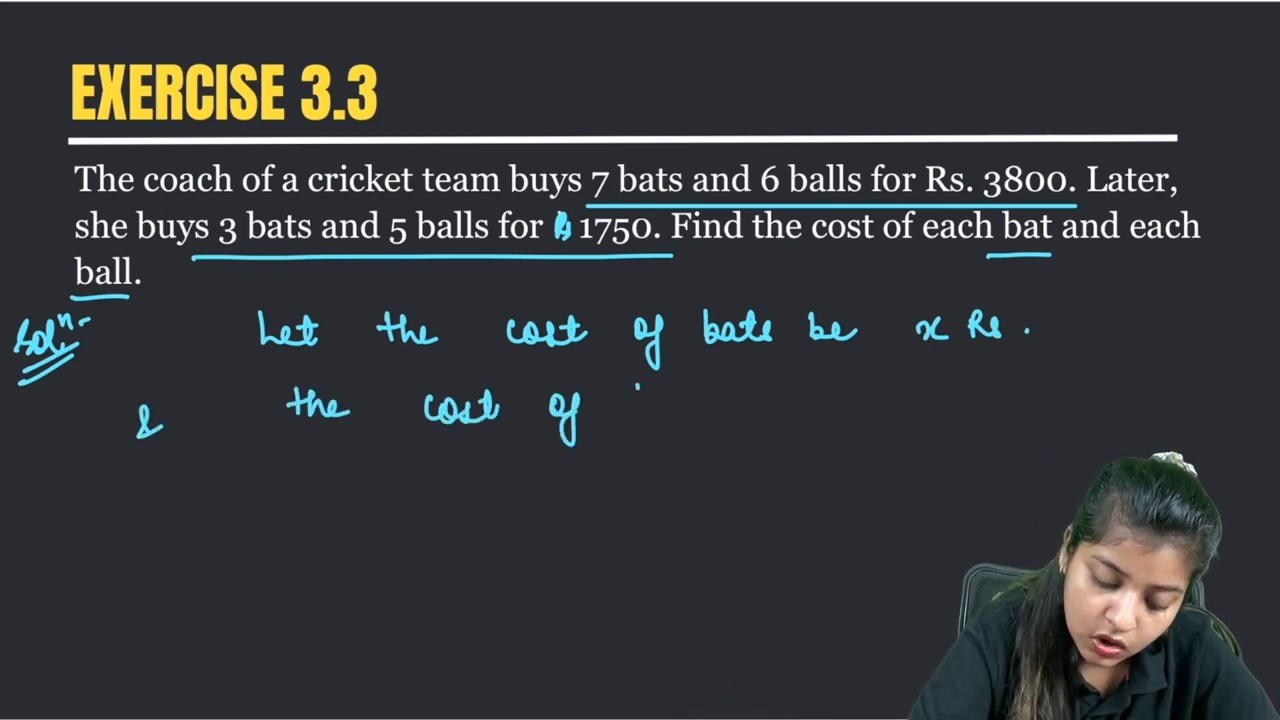 EXERCISE 3.3
The coach of a cricket team buys 7 bats and 6 balls for Rs. 3800. Later,
she buys 3 bats and 5 balls for Rs 1750. Find the cost of each bat and each
ball.
Soln:- Let the cost of bats be x Rs.
& the cost of